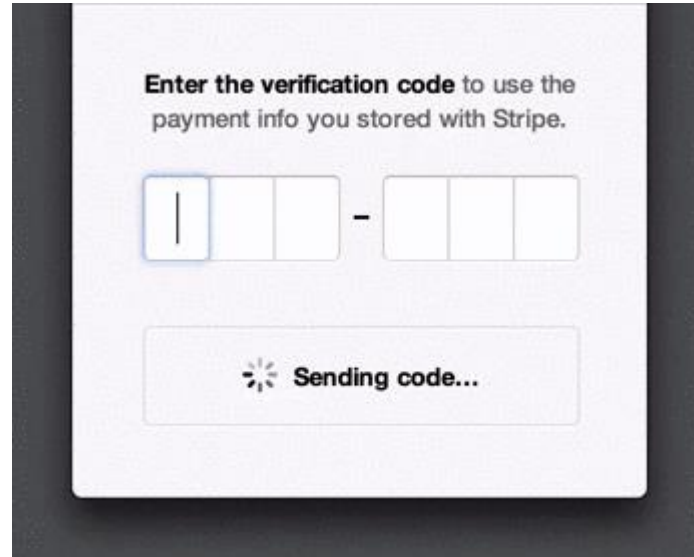 Enter the verification code to use the
payment info you stored with Stripe.
-
Sending code...